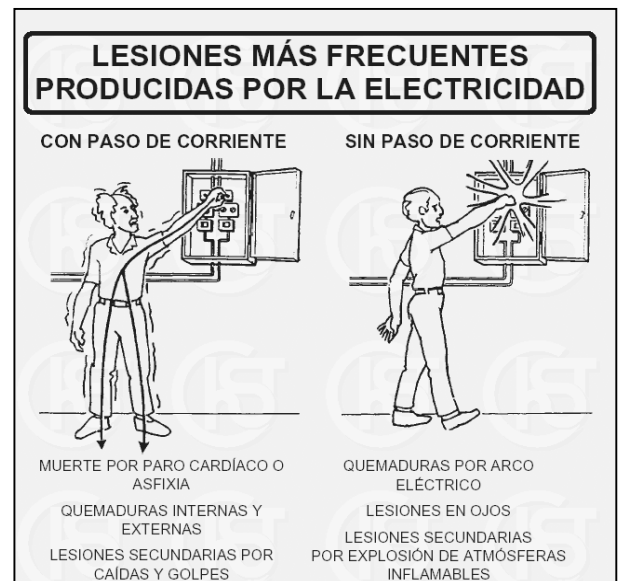 LESIONES MÁS FRECUENTES
PRODUCIDAS POR LA ELECTRICIDAD
CON PASO DE CORRIENTE
MUERTE POR PARO CARDÍACO O
ASFIXIA
QUEMADURAS INTERNAS Y
EXTERNAS
LESIONES SECUNDARIAS POR
CAÍDAS Y GOLPES
SIN PASO DE CORRIENTE
QUEMADURAS POR ARCO
ELÉCTRICO
LESIONES EN OJOS
LESIONES SECUNDARIAS
POR EXPLOSIÓN DE ATMÓSFERAS
INFLAMABLES